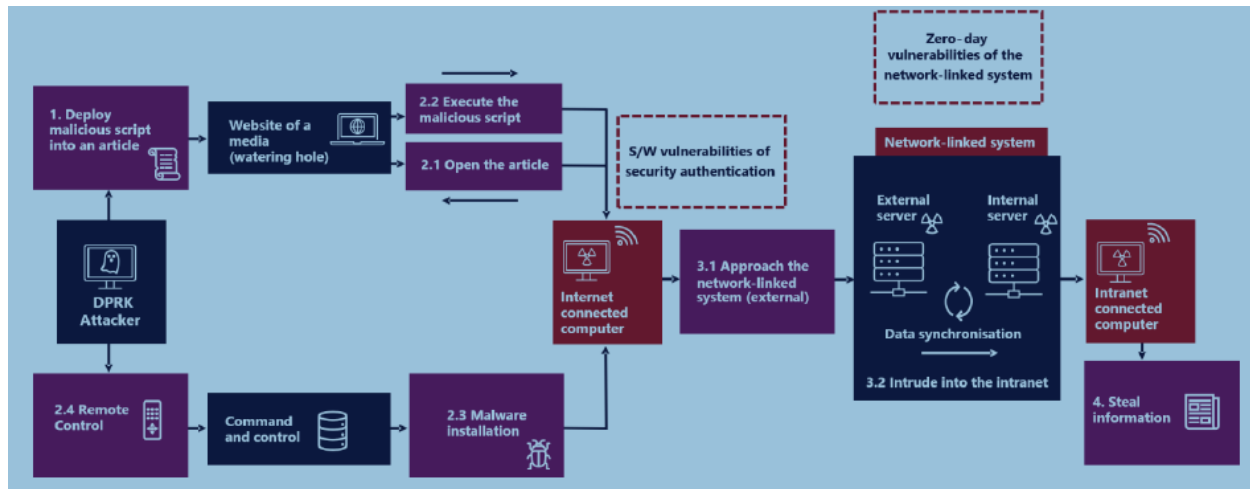 Zero-day
vulnerabilities of the
network-linked system
1. Deploy
malicious script
into an article
Website of a
media
(watering hole)
2.2 Execute the
malicious script
2.1 Open the article
S/W vulnerabilities of
security authentication
Network-linked system
External
server
Internal
server
Data synchronisation
3.2 Intrude into the intranet
DPRK
Attacker
Internet
connected
computer
3.1 Approach the
network-linked
system (external)
Intranet
connected
computer
2.4 Remote
Control
Command
and control
2.3 Malware
installation
4. Steal
information